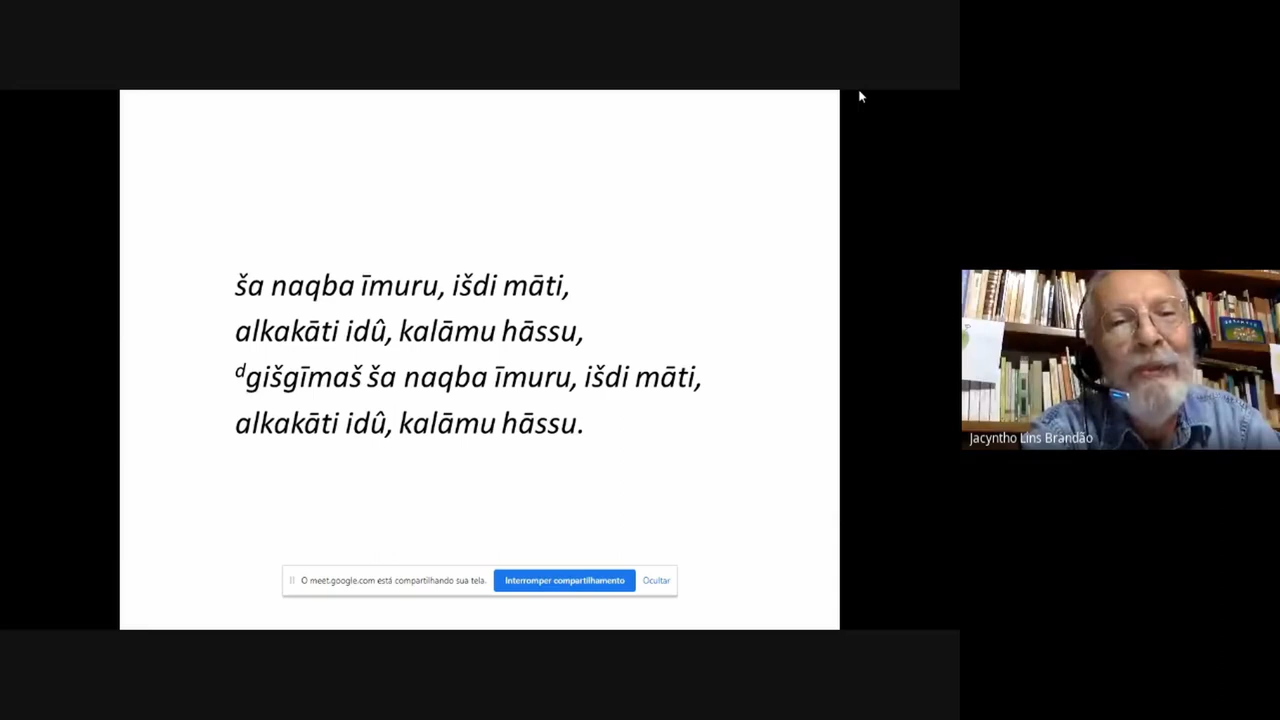 ša naqba īmuru, išdi māti,
alkakāti idû, kalāmu hāssu,
ᵈgišgīmaš ša naqba īmuru, išdi māti,
alkakāti idû, kalāmu hāssu.
O meet.google.com está compartilhando sua tela. Interromper compartilhamento Ocultar
Jacyntho Lins Brandão